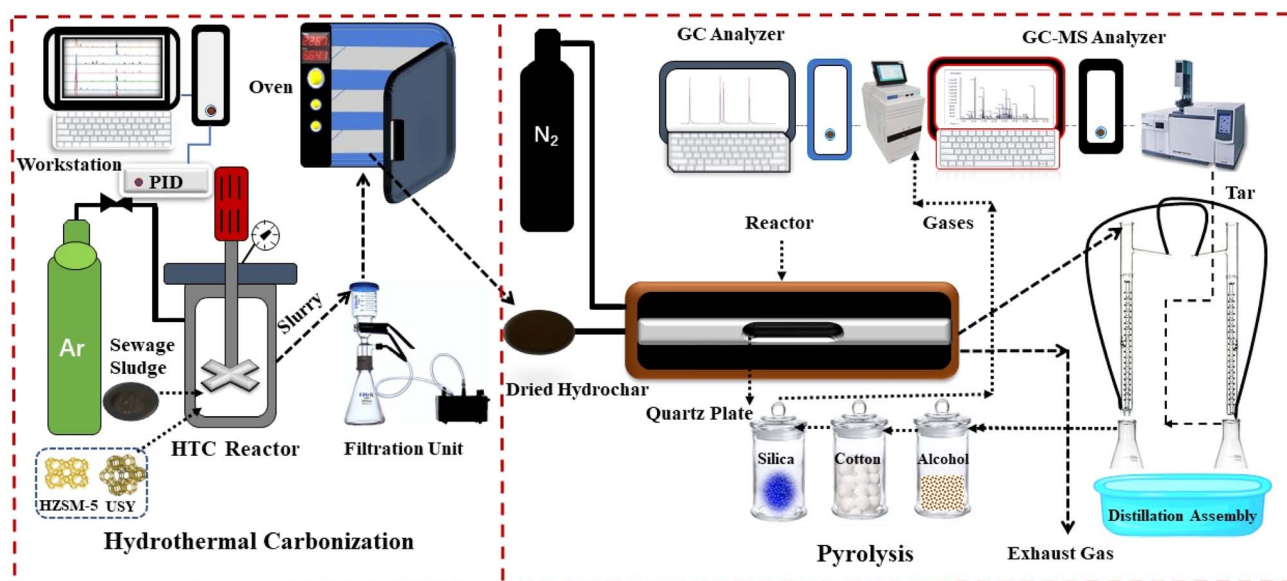 Workstation
PID
Ar
Sewage
Sludge
HZSM-5
USY
HTC Reactor
Slurry
Filtration Unit
Oven
Hydrothermal Carbonization
N2
Dried Hydrochar
GC Analyzer
GC-MS Analyzer
Reactor
Gases
Tar
Quartz Plate
Silica
Cotton
Alcohol
Distillation Assembly
Exhaust Gas
Pyrolysis